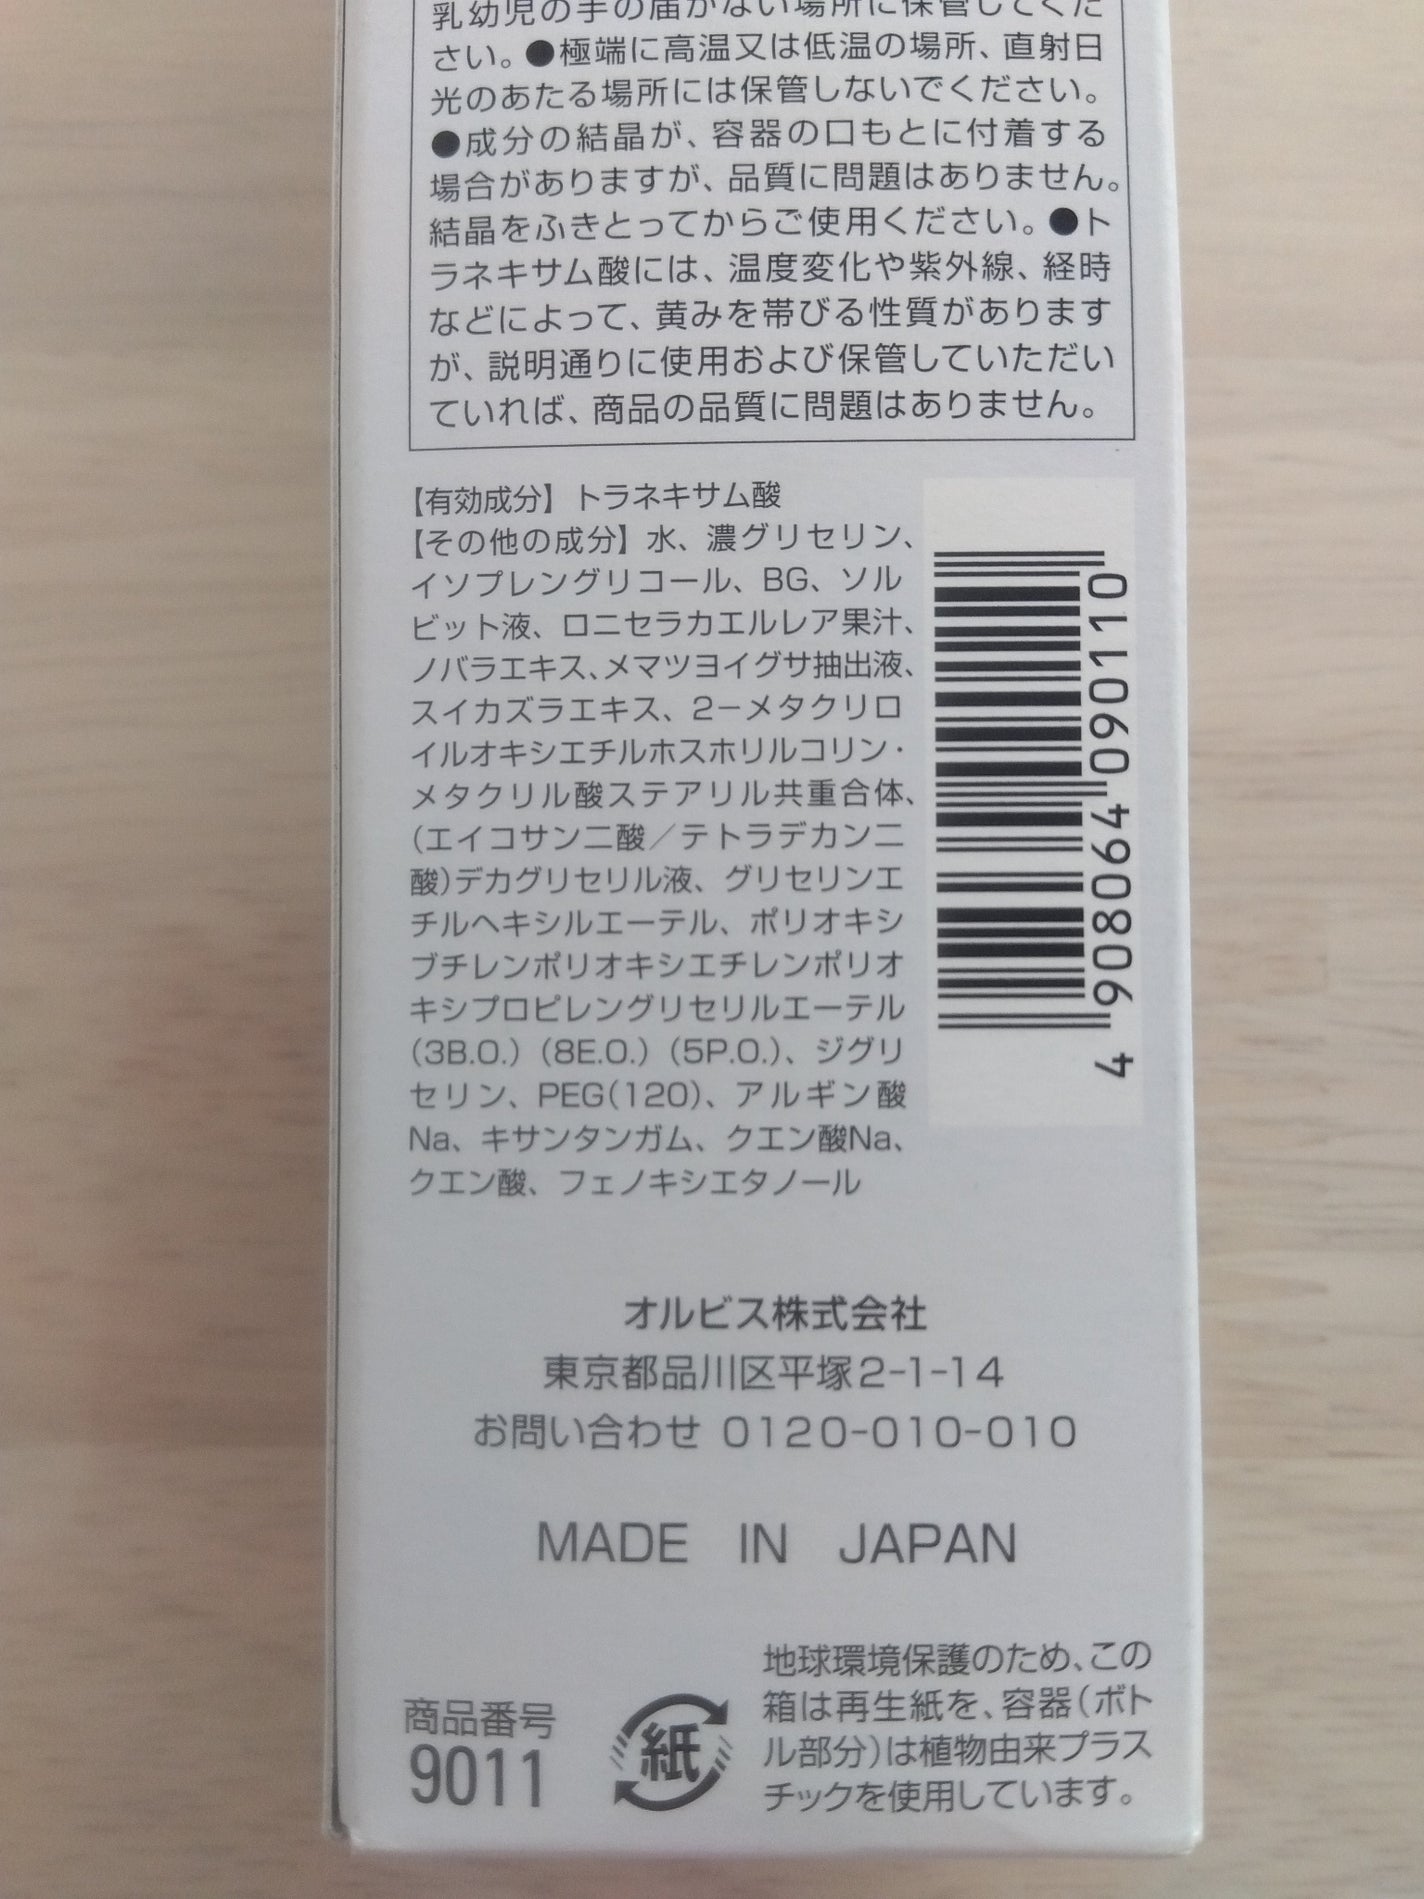 乳幼児の手の届かない場所に保管してくだ
さい。●極端に高温又は低温の場所、直射日
光のあたる場所には保管しないでください。
●成分の結晶が、容器の口もとに付着する
場合がありますが、品質に問題はありません。
結晶をふきとってからご使用ください。●ト
ラネキサム酸には、温度変化や紫外線、経時
などによって、黄みを帯びる性質があります
が、説明通りに使用および保管していただい
ていれば、商品の品質に問題はありません。
【有効成分】トラネキサム酸
【その他の成分】水、濃グリセリン、
イソプレングリコール、BG、ソル
ビット液、ロニセラカエルレア果汁、
ノバラエキス、メマツヨイグサ抽出液、
スイカズラエキス、2－メタクリロ
イルオキシエチルホスホリルコリン・
メタクリル酸ステアリル共重合体、
(エイコサン二酸／テトラデカン二
酸)デカグリセリル液、グリセリンエ
チルヘキシルエーテル、ポリオキシ
ブチレンポリオキシエチレンポリオ
キシプロピレングリセリルエーテル
(3B.O.) (8E.O.) (5P.O.)、ジグリ
セリン、PEG(120)、アルギン酸
Na、キサンタンガム、クエン酸Na、
クエン酸、フェノキシエタノール
0110901 6080694
オルビス株式会社
東京都品川区平塚2-1-14
お問い合わせ 0120-010-010
MADE IN JAPAN
商品番号
9011
紙
地球環境保護のため、この
箱は再生紙を、容器(ボト
ル部分)は植物由来プラス
チックを使用しています。